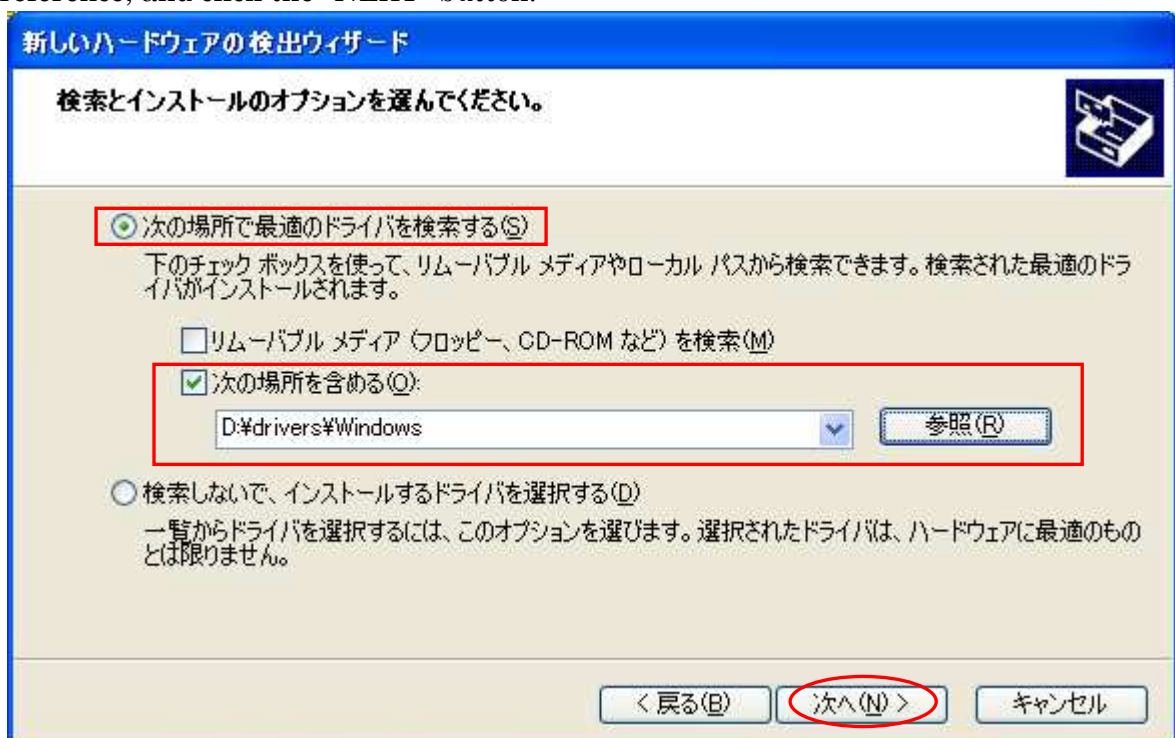 reference, and click the "NEXT" button.
新しいハードウェアの検出ウィザード
検索とインストールのオプションを選んでください。
次の場所で最適のドライバを検索する(S)
下のチェック ボックスを使って、リムーバブル メディアやローカル パスから検索できます。検索された最適のドラ
イバがインストールされます。
リムーバブル メディア (フロッピー、CD-ROM など) を検索(M)
次の場所を含める(O):
D:¥drivers¥Windows
参照(R)
検索しないで、インストールするドライバを選択する(D)
一覧からドライバを選択するには、このオプションを選びます。選択されたドライバは、ハードウェアに最適のもの
とは限りません。
< 戻る(B) 次へ(N) > キャンセル